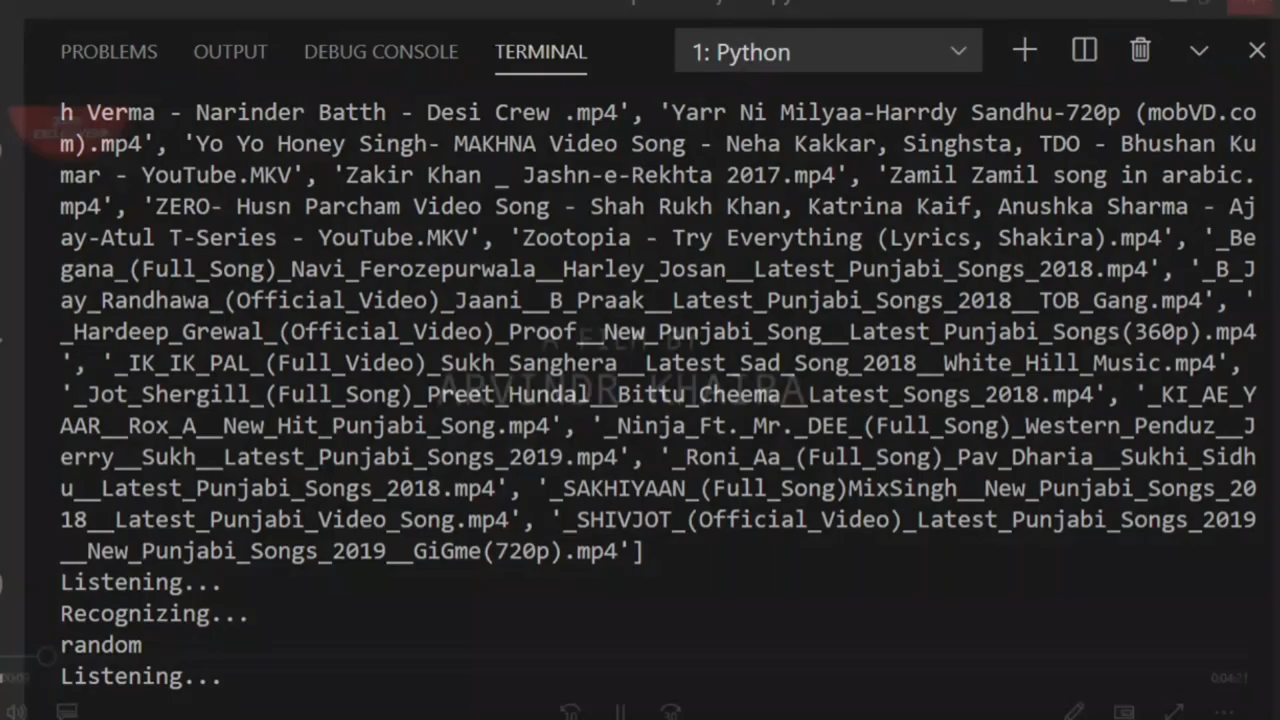 PROBLEMS OUTPUT DEBUG CONSOLE TERMINAL 1: Python
h Verma - Narinder Batth - Desi Crew .mp4', 'Yarr Ni Milyaa-Harrdy Sandhu-720p (mobVD.co
m).mp4', 'Yo Yo Honey Singh- MAKHNA Video Song - Neha Kakkar, Singhsta, TDO - Bhushan Ku
mar - YouTube.MKV', 'Zakir Khan _ Jashn-e-Rekhta 2017.mp4', 'Zamil Zamil song in arabic.
mp4', 'ZERO- Husn Parcham Video Song - Shah Rukh Khan, Katrina Kaif, Anushka Sharma - Aj
ay-Atul T-Series - YouTube.MKV', 'Zootopia - Try Everything (Lyrics, Shakira).mp4', '_Be
gana_(Full_Song)_Navi_Ferozepurwala__Harley_Josan__Latest_Punjabi_Songs_2018.mp4', '_B_J
ay_Randhawa_(Official_Video)_Jaani__B_Praak__Latest_Punjabi_Songs_2018__TOB_Gang.mp4', '
_Hardeep_Grewal_(Official_Video)_Proof__New_Punjabi_Song__Latest_Punjabi_Songs(360p).mp4
', '_IK_IK_PAL_(Full_Video)_Sukh_Sanghera__Latest_Sad_Song_2018__White_Hill_Music.mp4',
'_Jot_Shergill_(Full_Song)_Preet_Hundal__Bittu_Cheema__Latest_Songs_2018.mp4', '_KI_AE_Y
AAR__Rox_A__New_Hit_Punjabi_Song.mp4', '_Ninja_Ft._Mr._DEE_(Full_Song)_Western_Penduz__J
erry__Sukh__Latest_Punjabi_Songs_2019.mp4', '_Roni_Aa_(Full_Song)_Pav_Dharia__Sukhi_Sidh
u__Latest_Punjabi_Songs_2018.mp4', '_SAKHIYAAN_(Full_Song)MixSingh__New_Punjabi_Songs_20
18__Latest_Punjabi_Video_Song.mp4', '_SHIVJOT_(Official_Video)_Latest_Punjabi_Songs_2019
__New_Punjabi_Songs_2019__GiGme(720p).mp4']
Listening...
Recognizing...
random
Listening...
A FILM BY
ARVINDR KHAIRA